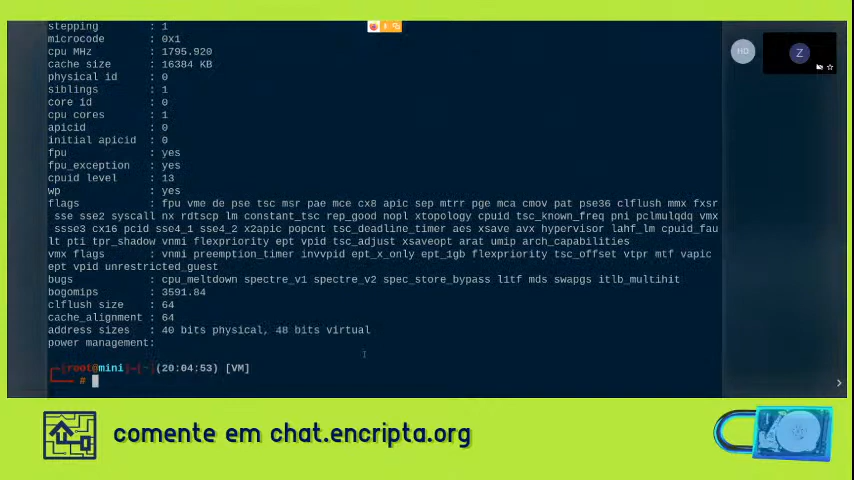 stepping : 1
microcode : 0x1
cpu MHz : 1795.920
cache size : 16384 KB
physical id : 0
siblings : 1
core id : 0
cpu cores : 1
apicid : 0
initial apicid : 0
fpu : yes
fpu_exception : yes
cpuid level : 13
wp : yes
flags : fpu vme de pse tsc msr pae mce cx8 apic sep mtrr pge mca cmov pat pse36 clflush mmx fxsr
sse sse2 syscall nx rdtscp lm constant_tsc rep_good nopl xtopology cpuid tsc_known_freq pni pclmulqdq vmx
ssse3 cx16 pcid sse4_1 sse4_2 x2apic popcnt tsc_deadline_timer aes xsave avx hypervisor lahf_lm cpuid_fau
lt pti tpr_shadow vnmi flexpriority ept vpid tsc_adjust xsaveopt arat umip arch_capabilities
vmx flags : vnmi preemption_timer invvpid ept_x_only ept_1gb flexpriority tsc_offset vtpr mtf vapic
ept vpid unrestricted_guest
bugs : cpu_meltdown spectre_v1 spectre_v2 spec_store_bypass l1tf mds swapgs itlb_multihit
bogomips : 3591.84
clflush size : 64
cache_alignment : 64
address sizes : 40 bits physical, 48 bits virtual
power management:
[root@mini]-[~](20:04:53) [VM]
#
HD
Z
comente em chat.encripta.org